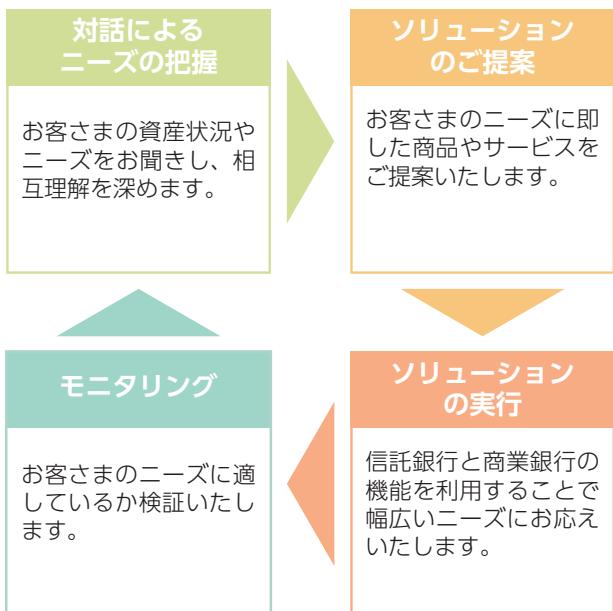 対話による
ニーズの把握
お客さまの資産状況や
ニーズをお聞きし、相
互理解を深めます。
ソリューション
のご提案
お客さまのニーズに即
した商品やサービスを
ご提案いたします。
ソリューション
の実行
信託銀行と商業銀行の
機能を利用することで
幅広いニーズにお応え
いたします。
モニタリング
お客さまのニーズに適
しているか検証いたし
ます。